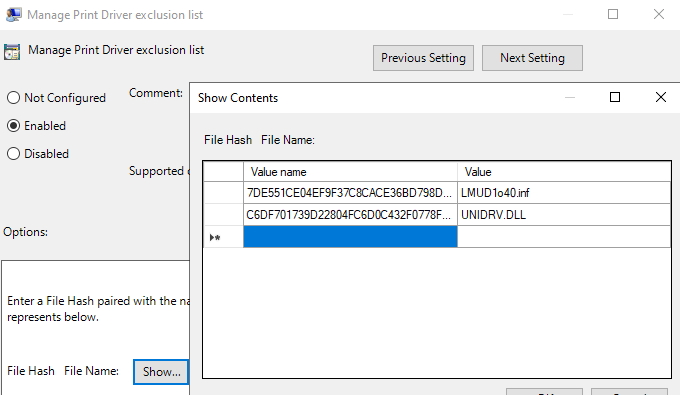 Manage Print Driver exclusion list
Manage Print Driver exclusion list
Previous Setting
Next Setting
Not Configured
Comment:
Enabled
Disabled
Supported
Options:
Enter a File Hash paired with the
represents below.
File Hash File Name:
Show...
Show Contents
File Hash File Name:
Value name
Value
7DE551CE04EF9F37C8CACE36BD798D...
LMUD1o40.inf
C6DF701739D22804FC6D0C432F0778F...
UNIDRV.DLL